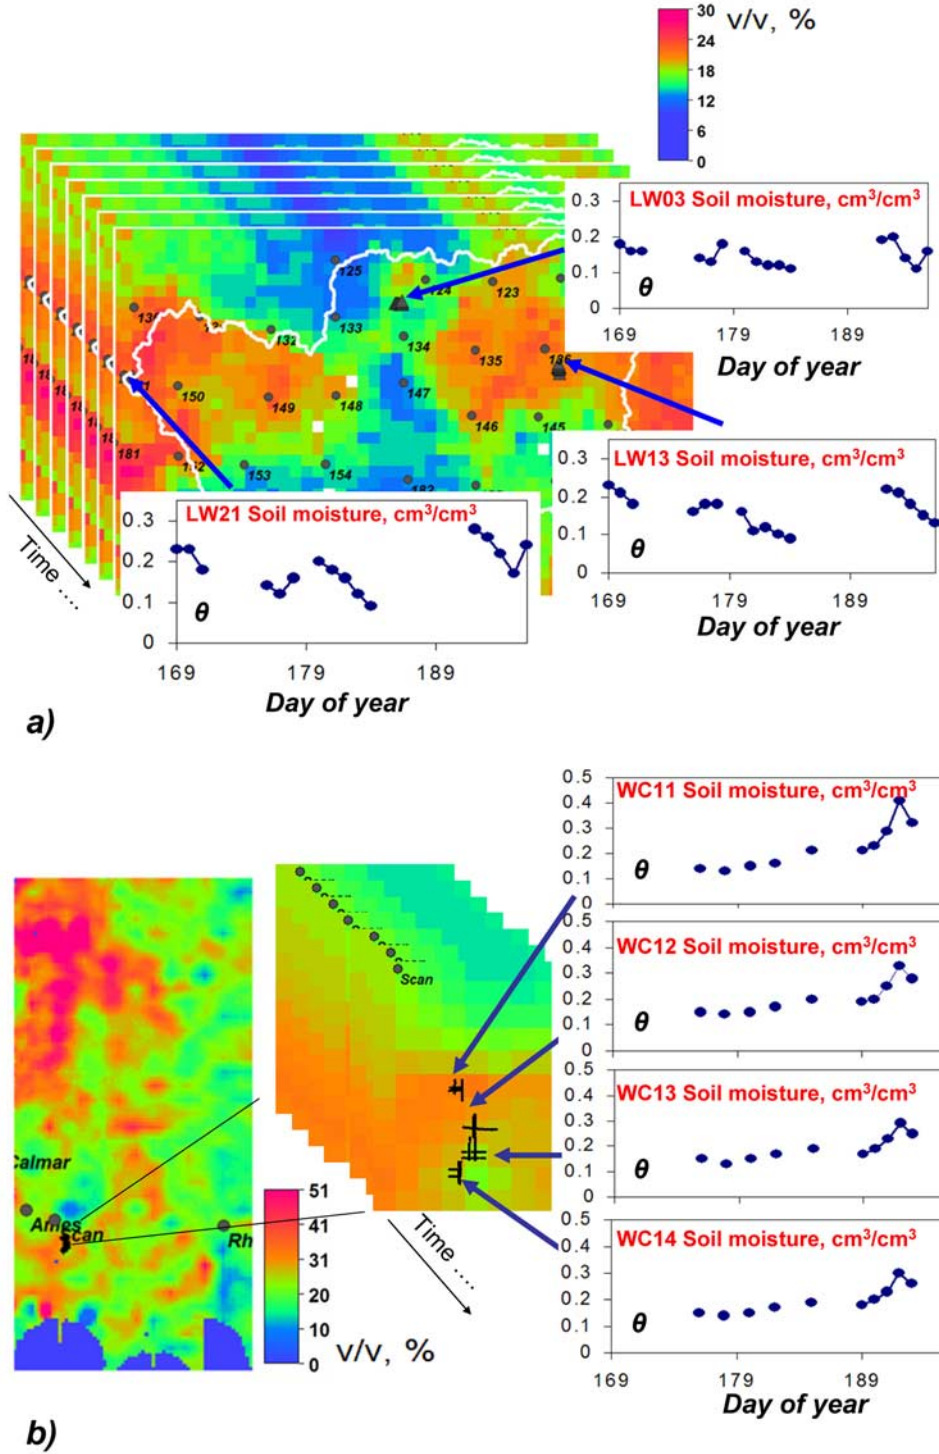 30
24
18
12
6
0
v/v, %
LW03 Soil moisture, cm³/cm³
0.3
0.2
0.1
0
θ
169
179
189
Day of year
125
123
133
132
134
135
136
150
149
148
147
146
145
181
153
154
LW13 Soil moisture, cm³/cm³
0.3
0.2
0.1
0
θ
169
179
189
Day of year
LW21 Soil moisture, cm³/cm³
0.3
0.2
0.1
0
θ
169
179
189
Day of year
Time ....
a)
WC11 Soil moisture, cm³/cm³
0.5
0.4
0.3
0.2
0.1
0
θ
WC12 Soil moisture, cm³/cm³
0.5
0.4
0.3
0.2
0.1
0
θ
WC13 Soil moisture, cm³/cm³
0.5
0.4
0.3
0.2
0.1
0
θ
WC14 Soil moisture, cm³/cm³
0.5
0.4
0.3
0.2
0.1
0
θ
169
179
189
Day of year
Scan
Calmar
Ames
Rh
51
41
31
20
10
0
v/v, %
Time ....
b)